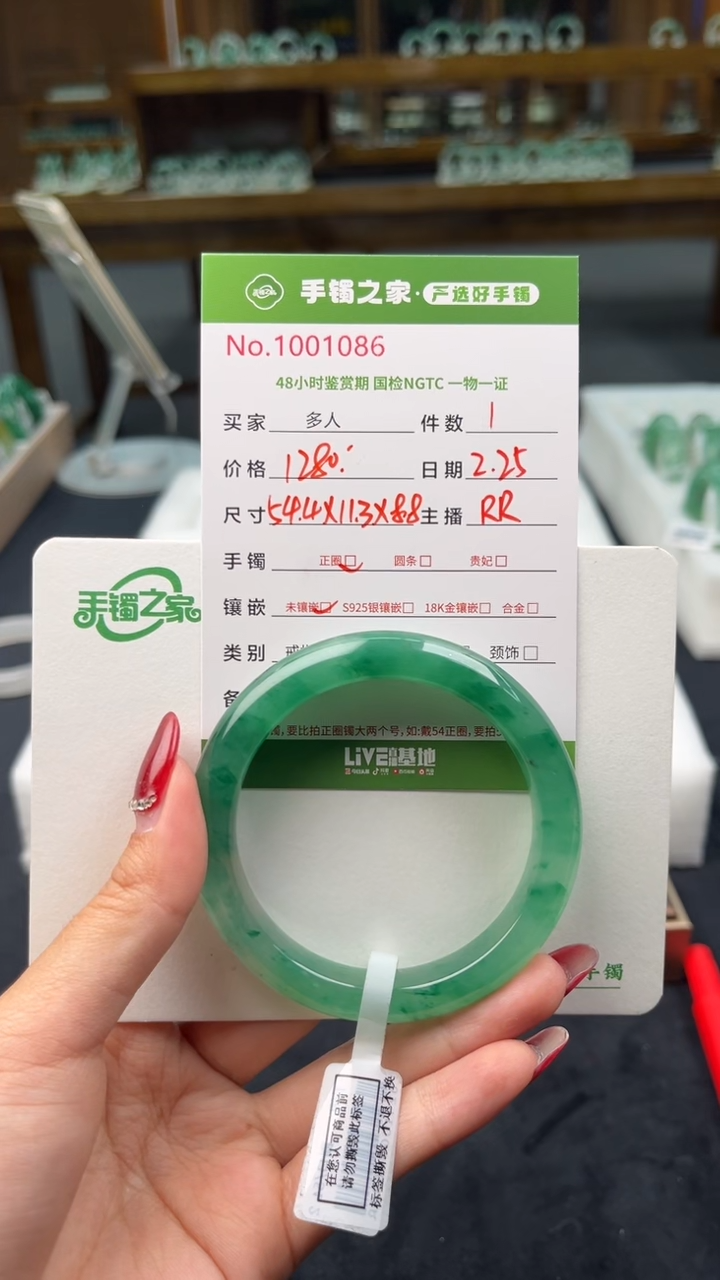 手镯之家·严选好手镯
No.1001086
48小时鉴赏期 国检NGTC 一物一证
买家 多人 件数 1
价格 1280. 日期 2.25
尺寸 54.4X11.3X8.8 主播 RR
手镯 正圈 圆条 贵妃
镶嵌 未镶嵌 S925银镶嵌 18K金镶嵌 合金
手镯之家
类别 颈饰
镯,要比拍正圈镯大两个号,如:戴54正圈,要拍
LiVE 基地
手镯
在您认可商品前
请勿撕毁此标签
标签撕毁 不退不换